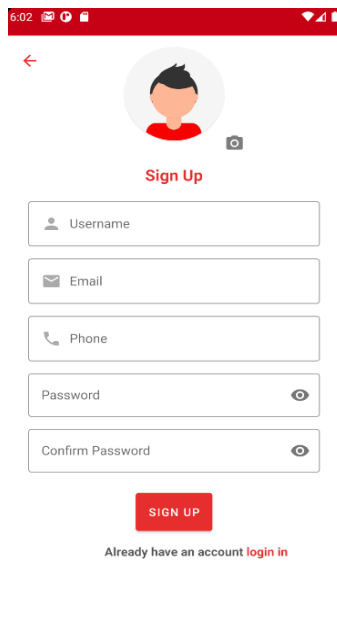 6:02
Sign Up
Username
Email
Phone
Password
Confirm Password
SIGN UP
Already have an account login in